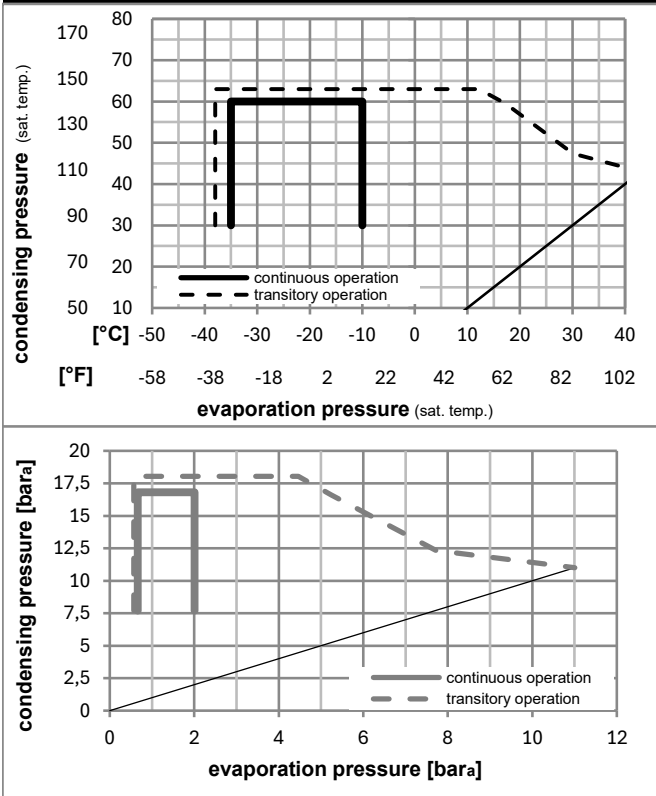 condensing pressure (sat. temp.)
170 80
70
150 60
130 50
110 40
90 30
70 20
50 10
continuous operation
transitory operation
[°C] -50 -40 -30 -20 -10 0 10 20 30 40
[°F] -58 -38 -18 2 22 42 62 82 102
evaporation pressure (sat. temp.)
condensing pressure [bara]
20
17,5
15
12,5
10
7,5
5
2,5
0
continuous operation
transitory operation
0 2 4 6 8 10 12
evaporation pressure [bara]